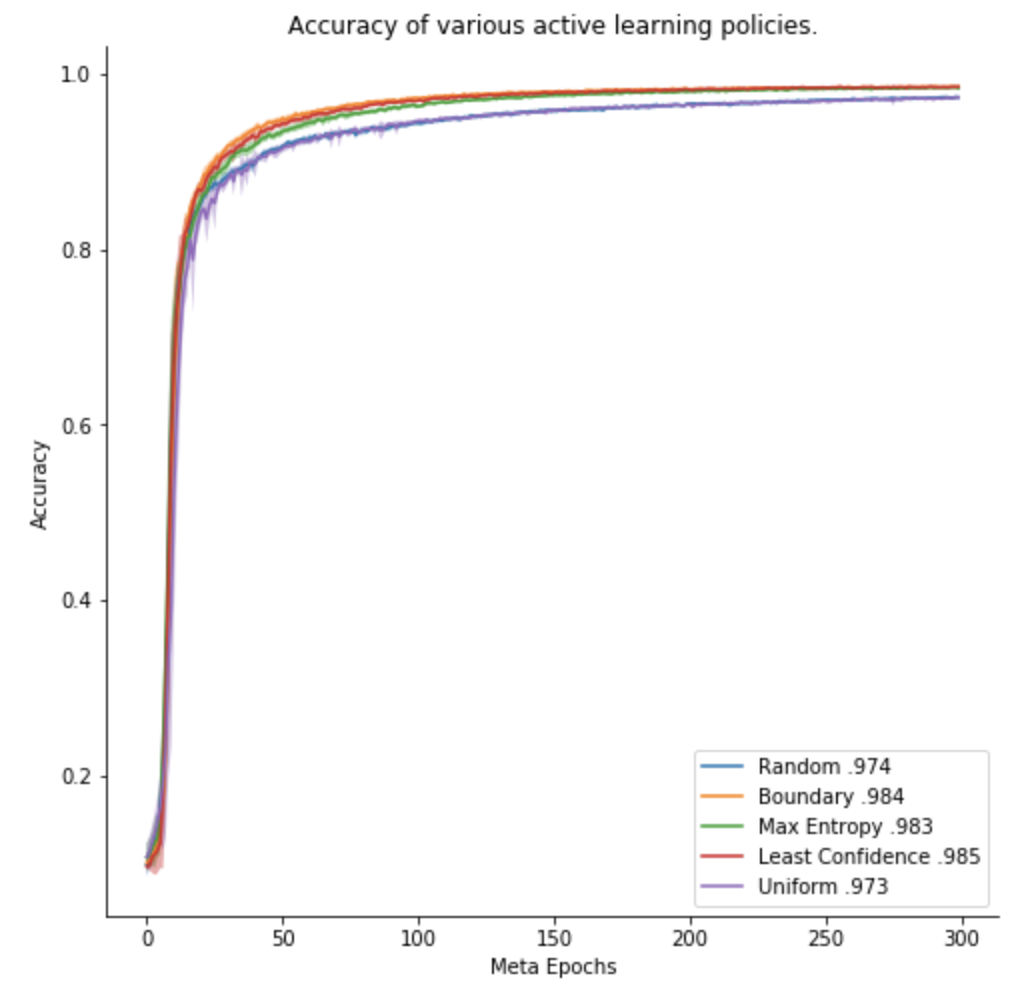 Accuracy of various active learning policies.
1.0
0.8
0.6
0.4
0.2
Accuracy
Random .974
Boundary .984
Max Entropy .983
Least Confidence .985
Uniform .973
0 50 100 150 200 250 300
Meta Epochs